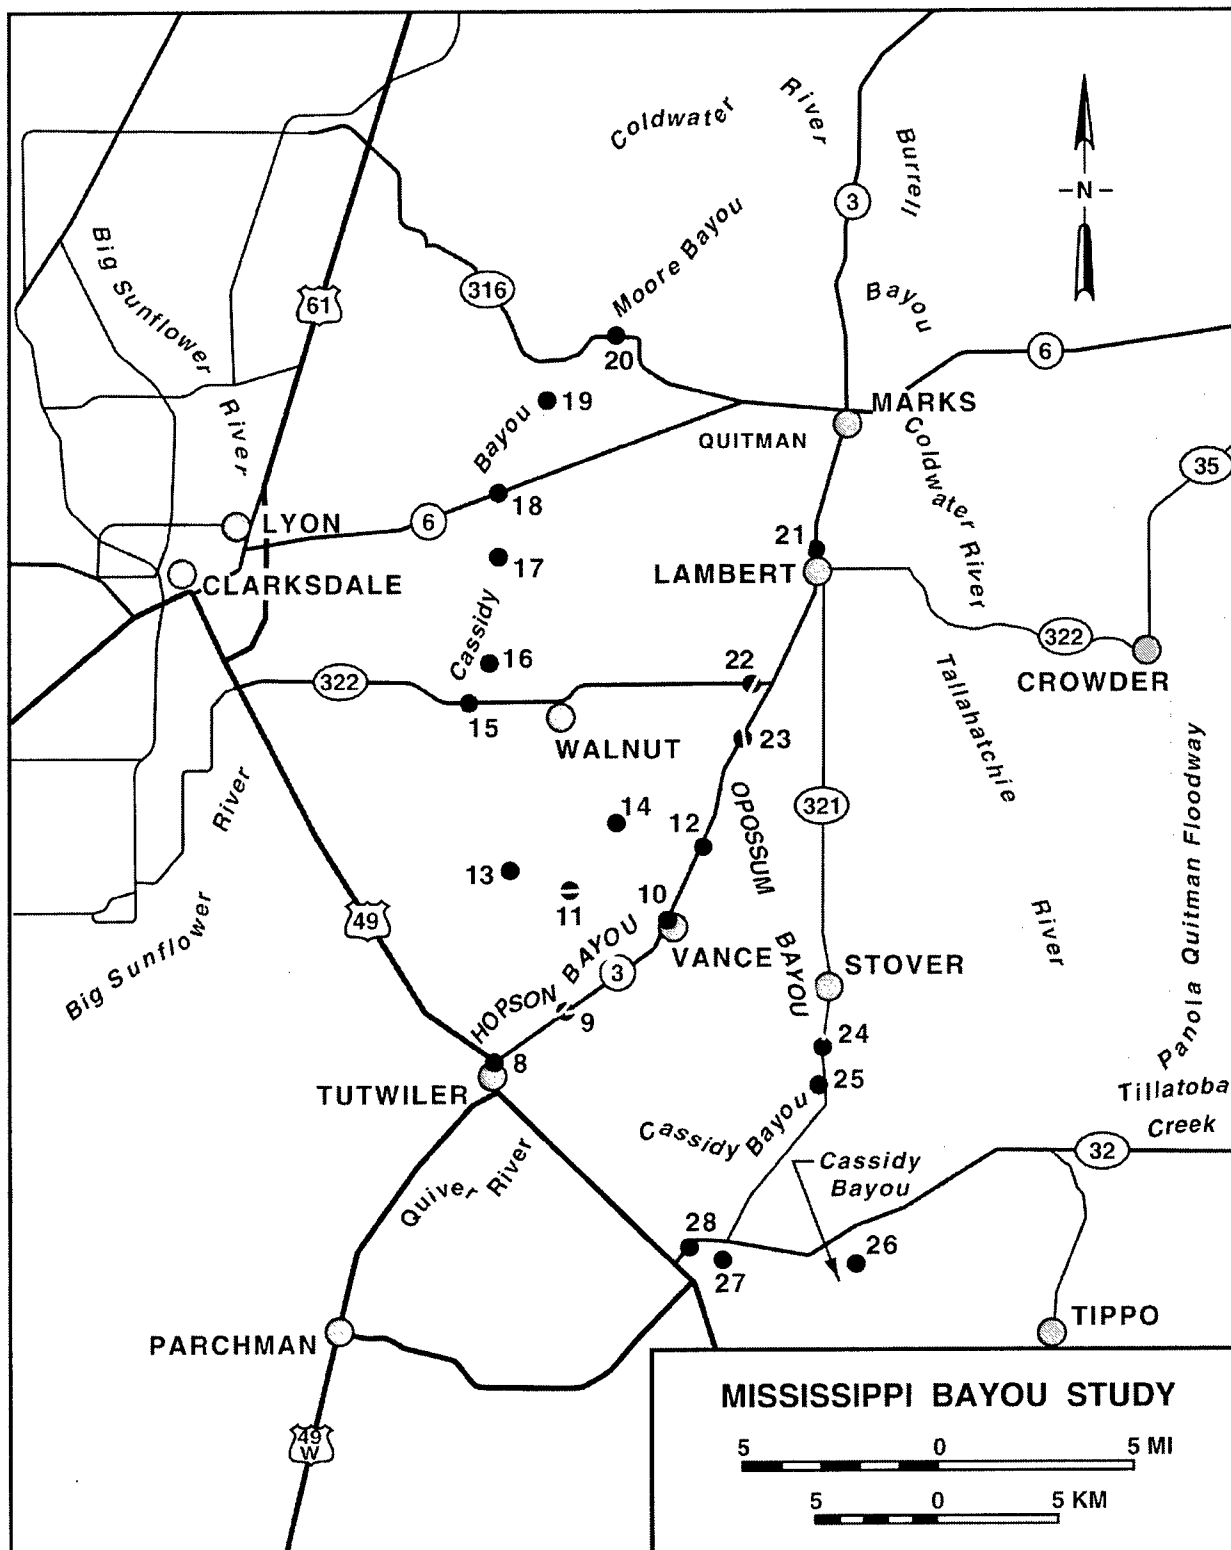 Coldwater River
Burrell Bayou
3
-N-
Big Sunflower River
61
316
Moore Bayou
20
6
19
MARKS
QUITMAN
Coldwater River
35
Cassidy Bayou
18
LYON
6
17
21
LAMBERT
CLARKSDALE
16
322
CROWDER
322
15
22
WALNUT
23
Tallahatchie River
Panola Quitman Floodway
Big Sunflower River
14
12
OPOSSUM BAYOU
321
13
11
10
49
HOPSON BAYOU
VANCE
3
STOVER
9
8
24
TUTWILER
25
Tillatoba
Creek
Cassidy Bayou
32
Cassidy
Bayou
Quiver River
28
26
27
TIPPO
PARCHMAN
MISSISSIPPI BAYOU STUDY
5 0 5 MI
5 0 5 KM
49
W